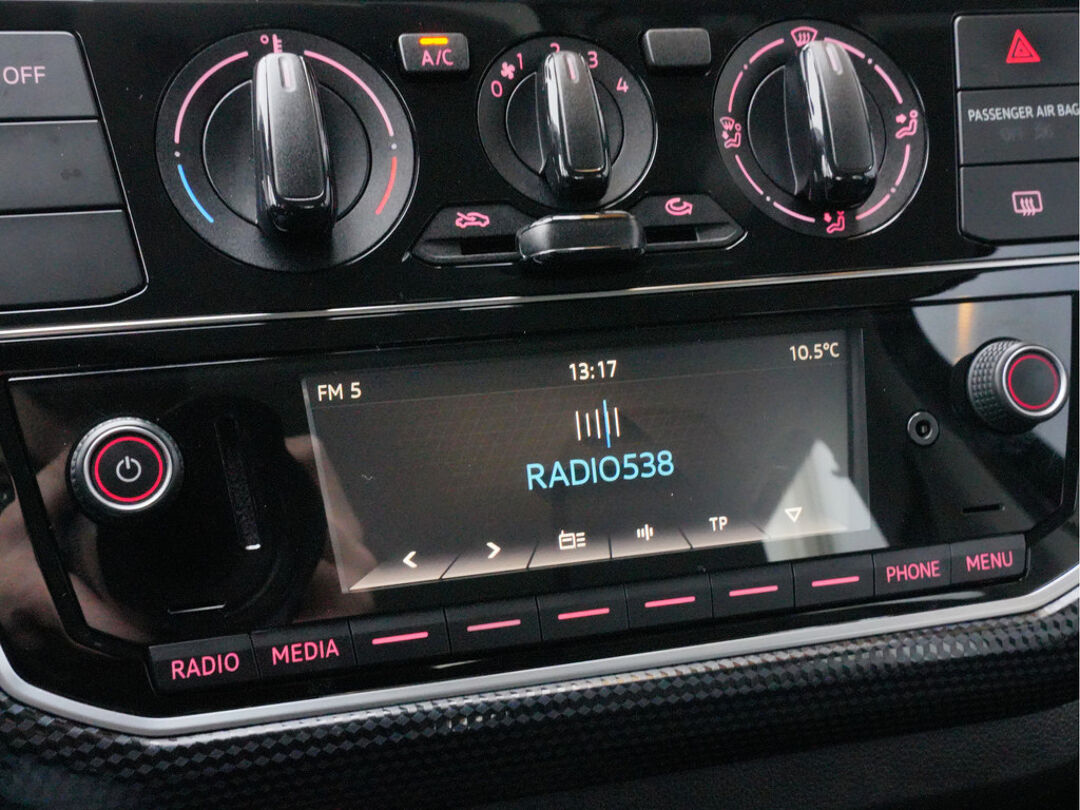 OFF
A/C
0 1 2 3 4
PASSENGER AIR BAG
FM 5
13:17
10.5°C
RADIO538
TP
RADIO
MEDIA
PHONE
MENU